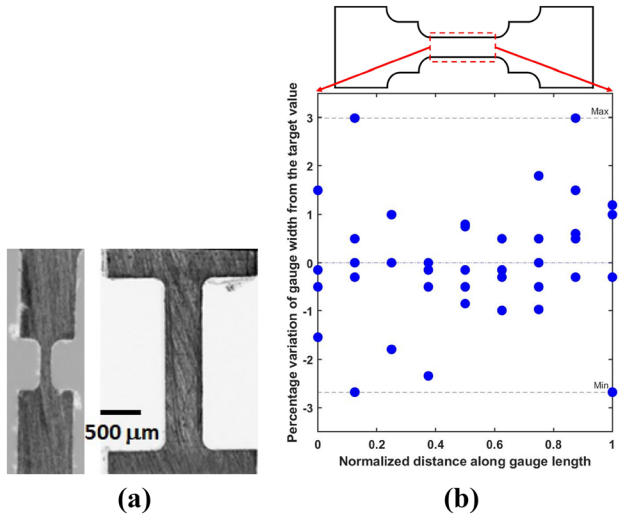 500 µm
(a)
Percentage variation of gauge width from the target value
3
2
1
0
-1
-2
-3
Max
Min
0
0.2
0.4
0.6
0.8
1
Normalized distance along gauge length
(b)